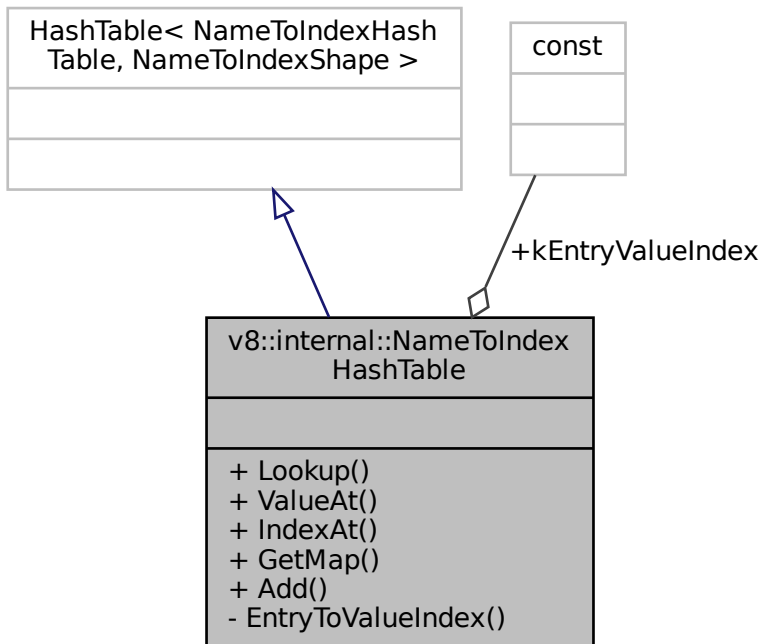 HashTable< NameToIndexHash
Table, NameToIndexShape >
const
+kEntryValueIndex
v8::internal::NameToIndex
HashTable
+ Lookup()
+ ValueAt()
+ IndexAt()
+ GetMap()
+ Add()
- EntryToValueIndex()